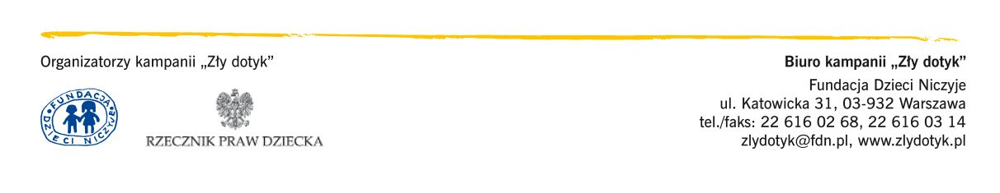 Organizatorzy kampanii „Zły dotyk”
FUNDACJA DZIECI NICZYJE
RZECZNIK PRAW DZIECKA
Biuro kampanii „Zły dotyk”
Fundacja Dzieci Niczyje
ul. Katowicka 31, 03-932 Warszawa
tel./faks: 22 616 02 68, 22 616 03 14
zlydotyk@fdn.pl, www.zlydotyk.pl